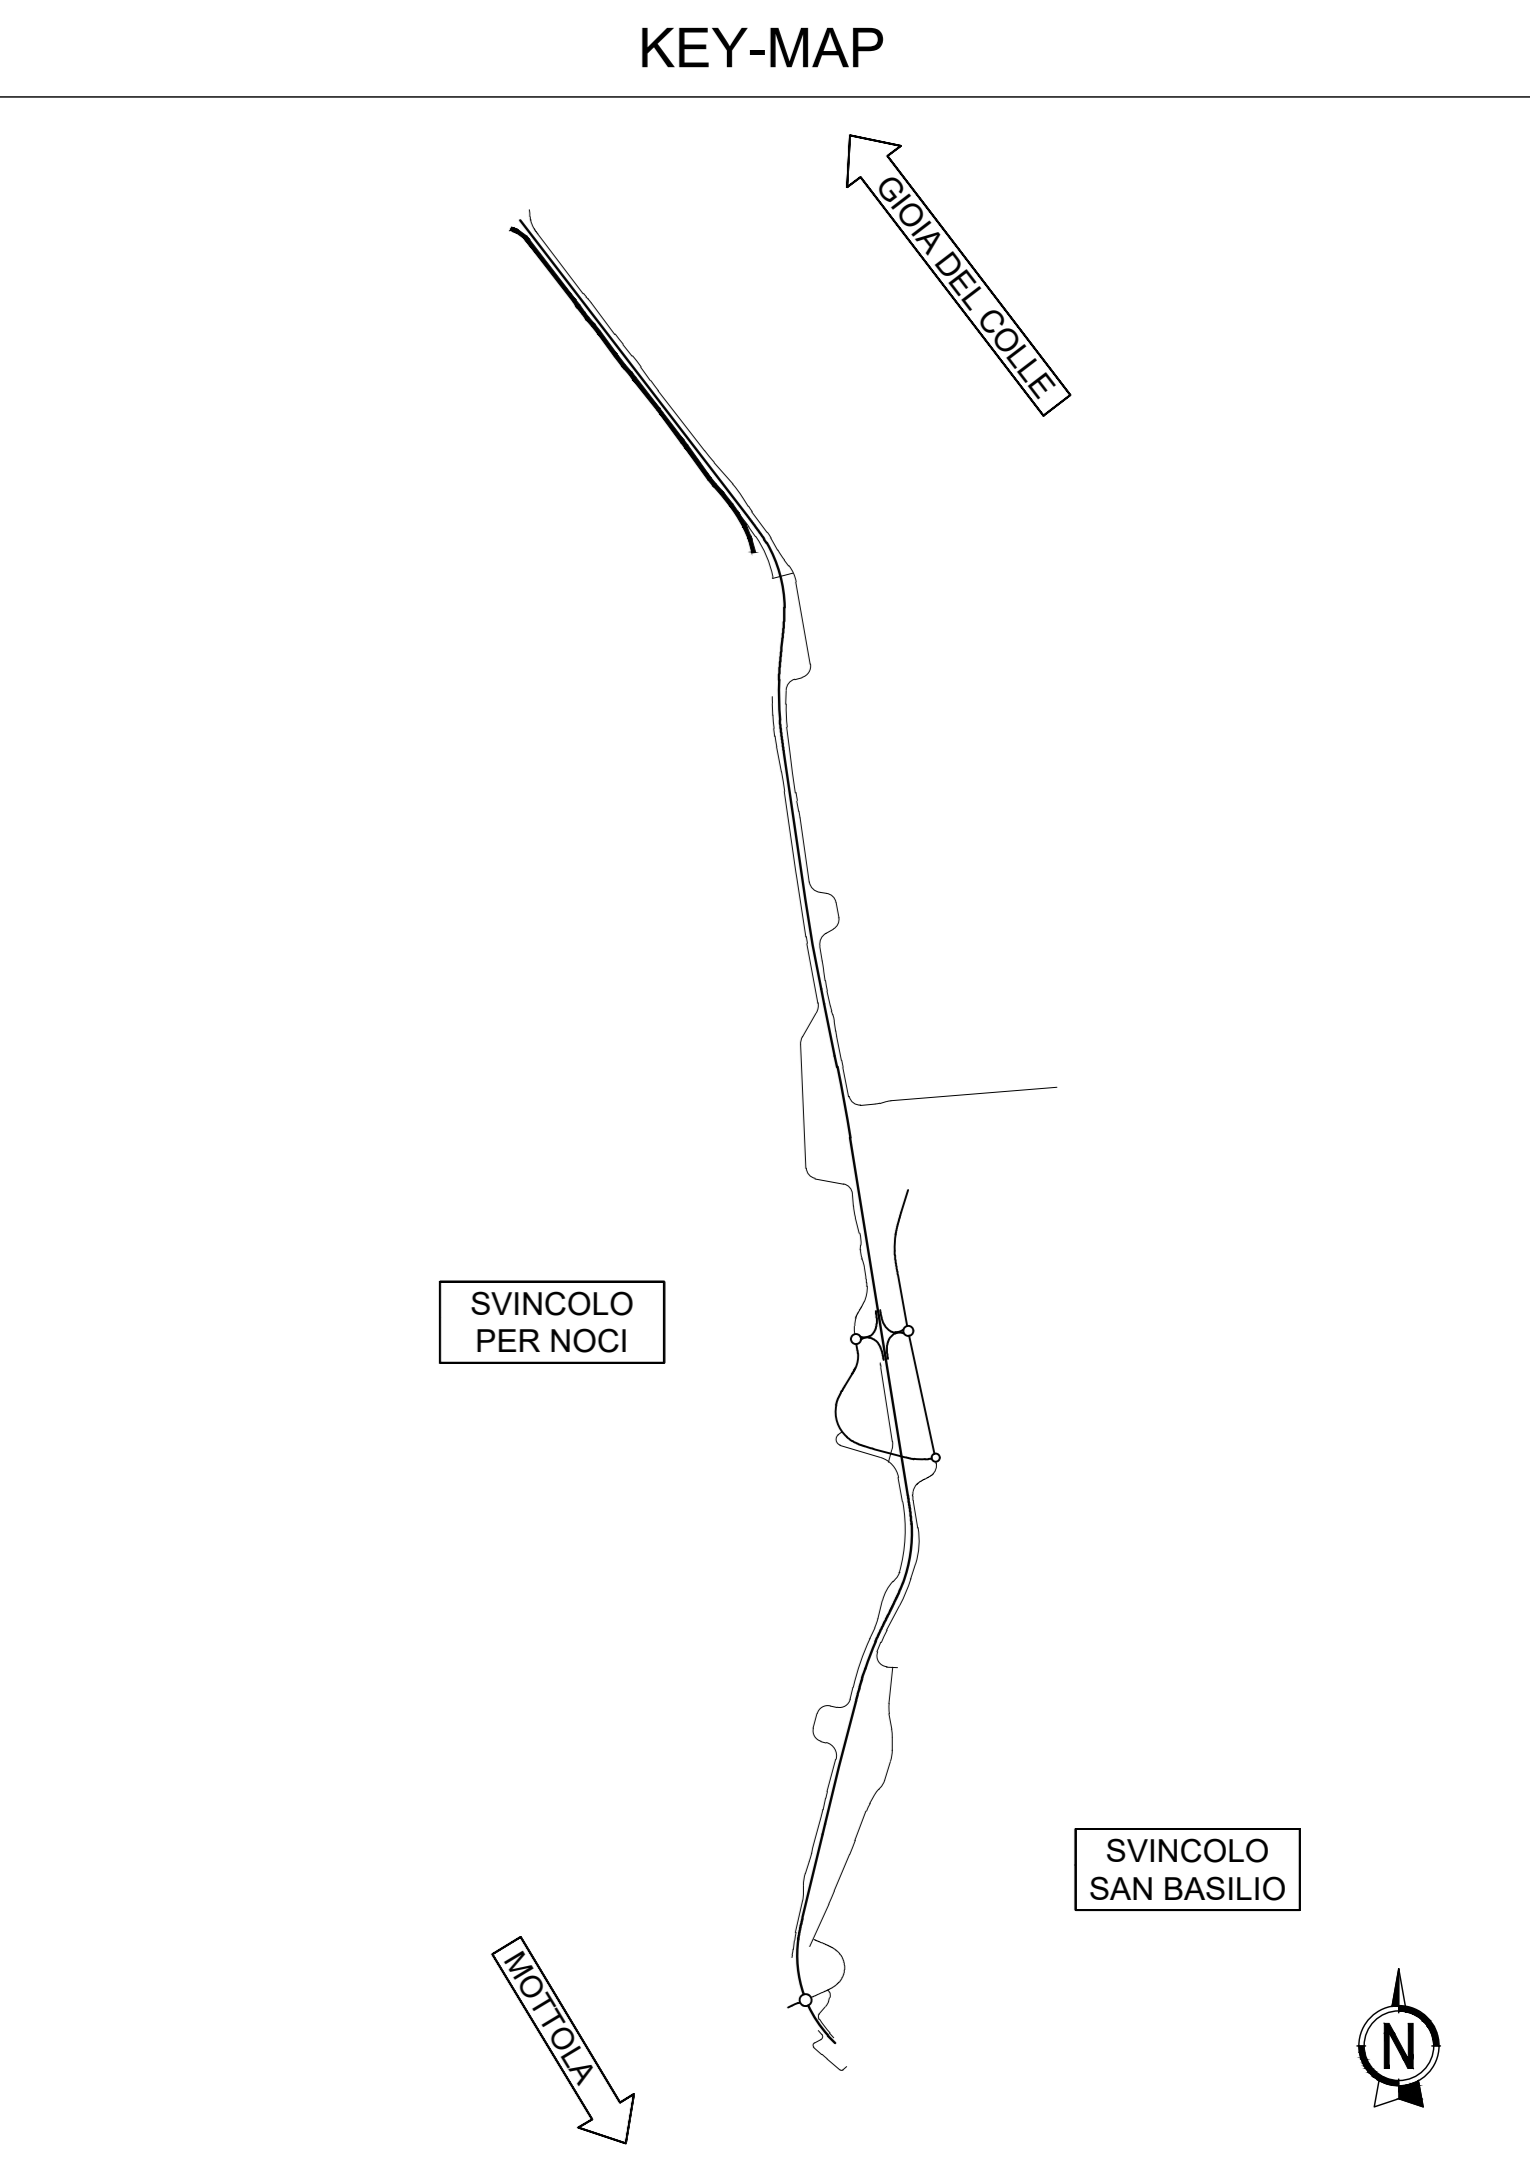 KEY-MAP
GIOIA DEL COLLE
SVINCOLO
PER NOCI
SVINCOLO
SAN BASILIO
MOTTOLA
N